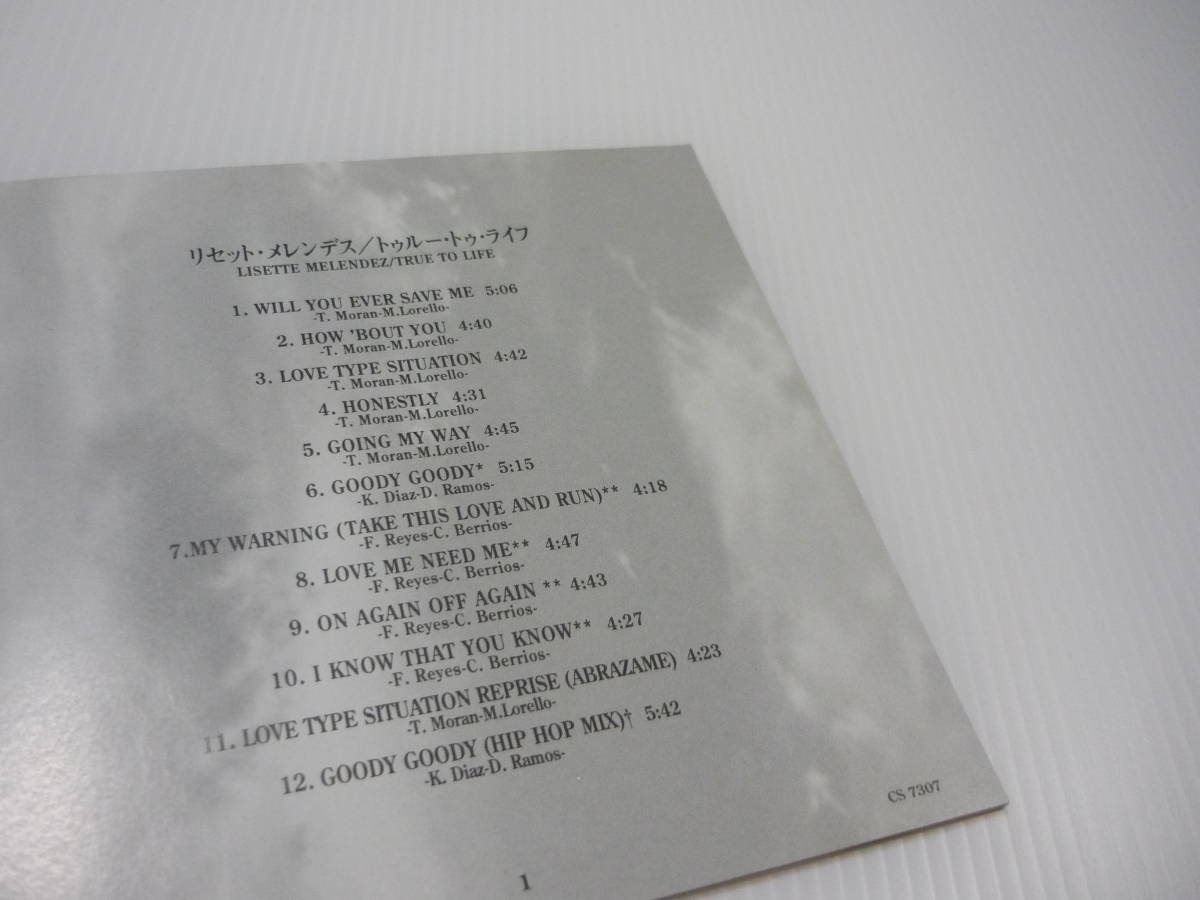 リセット・メレンデス/トゥルー・トゥ・ライフ
LISETTE MELENDEZ/TRUE TO LIFE
1. WILL YOU EVER SAVE ME 5:06
-T. Moran-M.Lorello-
2. HOW 'BOUT YOU 4:40
-T. Moran-M.Lorello-
3. LOVE TYPE SITUATION 4:42
-T. Moran-M.Lorello-
4. HONESTLY 4:31
-T. Moran-M.Lorello-
5. GOING MY WAY 4:45
-T. Moran-M.Lorello-
6. GOODY GOODY* 5:15
-K. Diaz-D. Ramos-
7.MY WARNING (TAKE THIS LOVE AND RUN)** 4:18
-F. Reyes-C. Berrios-
8. LOVE ME NEED ME** 4:47
-F. Reyes-C. Berrios-
9. ON AGAIN OFF AGAIN ** 4:43
-F. Reyes-C. Berrios-
10. I KNOW THAT YOU KNOW** 4:27
-F. Reyes-C. Berrios-
11. LOVE TYPE SITUATION REPRISE (ABRAZAME) 4:23
-T. Moran-M.Lorello-
12. GOODY GOODY (HIP HOP MIX)† 5:42
-K. Diaz-D. Ramos-
CS 7307
1